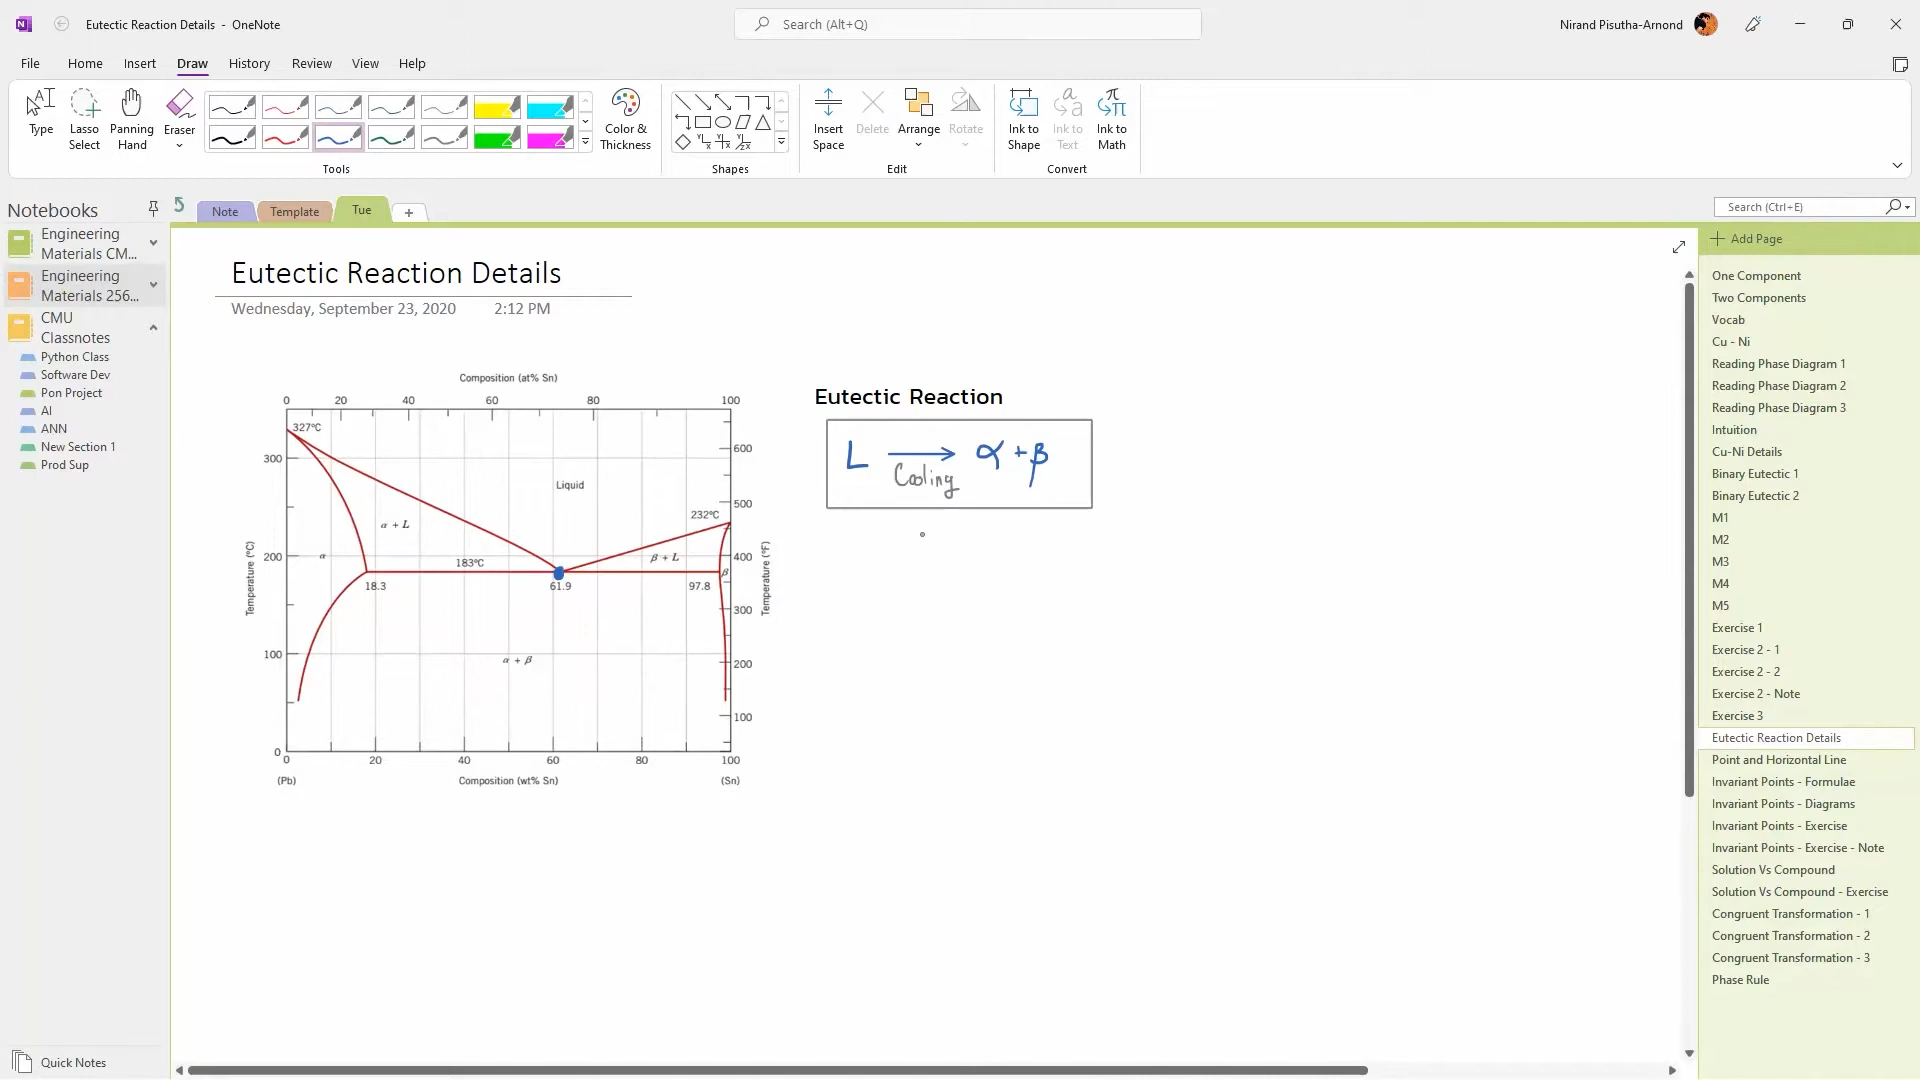 Eutectic Reaction Details - OneNote
Search (Alt+Q)
Nirand Pisutha-Arnond
File Home Insert Draw History Review View Help
Type
Lasso Select
Panning Hand
Eraser
Color & Thickness
Insert Space
Delete
Arrange
Rotate
Ink to Shape
Ink to Text
Ink to Math
Tools Shapes Edit Convert
Notebooks
Note Template Tue
Search (Ctrl+E)
Engineering
Materials CM...
Engineering
Materials 256...
CMU
Classnotes
Python Class
Software Dev
Pon Project
AI
ANN
New Section 1
Prod Sup
Quick Notes
Eutectic Reaction Details
Wednesday, September 23, 2020 2:12 PM
Composition (at% Sn)
0 20 40 60 80 100
327°C
600
300
Liquid
500
232°C
α + L
Temperature (°C)
200
α
183°C
β + L
400
Temperature (°F)
β
18.3 61.9 97.8
300
100
α + β
200
100
0
0 20 40 60 80 100
(Pb) Composition (wt% Sn) (Sn)
Eutectic Reaction
L ⟶ α + β
Cooling
Add Page
One Component
Two Components
Vocab
Cu - Ni
Reading Phase Diagram 1
Reading Phase Diagram 2
Reading Phase Diagram 3
Intuition
Cu-Ni Details
Binary Eutectic 1
Binary Eutectic 2
M1
M2
M3
M4
M5
Exercise 1
Exercise 2 - 1
Exercise 2 - 2
Exercise 2 - Note
Exercise 3
Eutectic Reaction Details
Point and Horizontal Line
Invariant Points - Formulae
Invariant Points - Diagrams
Invariant Points - Exercise
Invariant Points - Exercise - Note
Solution Vs Compound
Solution Vs Compound - Exercise
Congruent Transformation - 1
Congruent Transformation - 2
Congruent Transformation - 3
Phase Rule